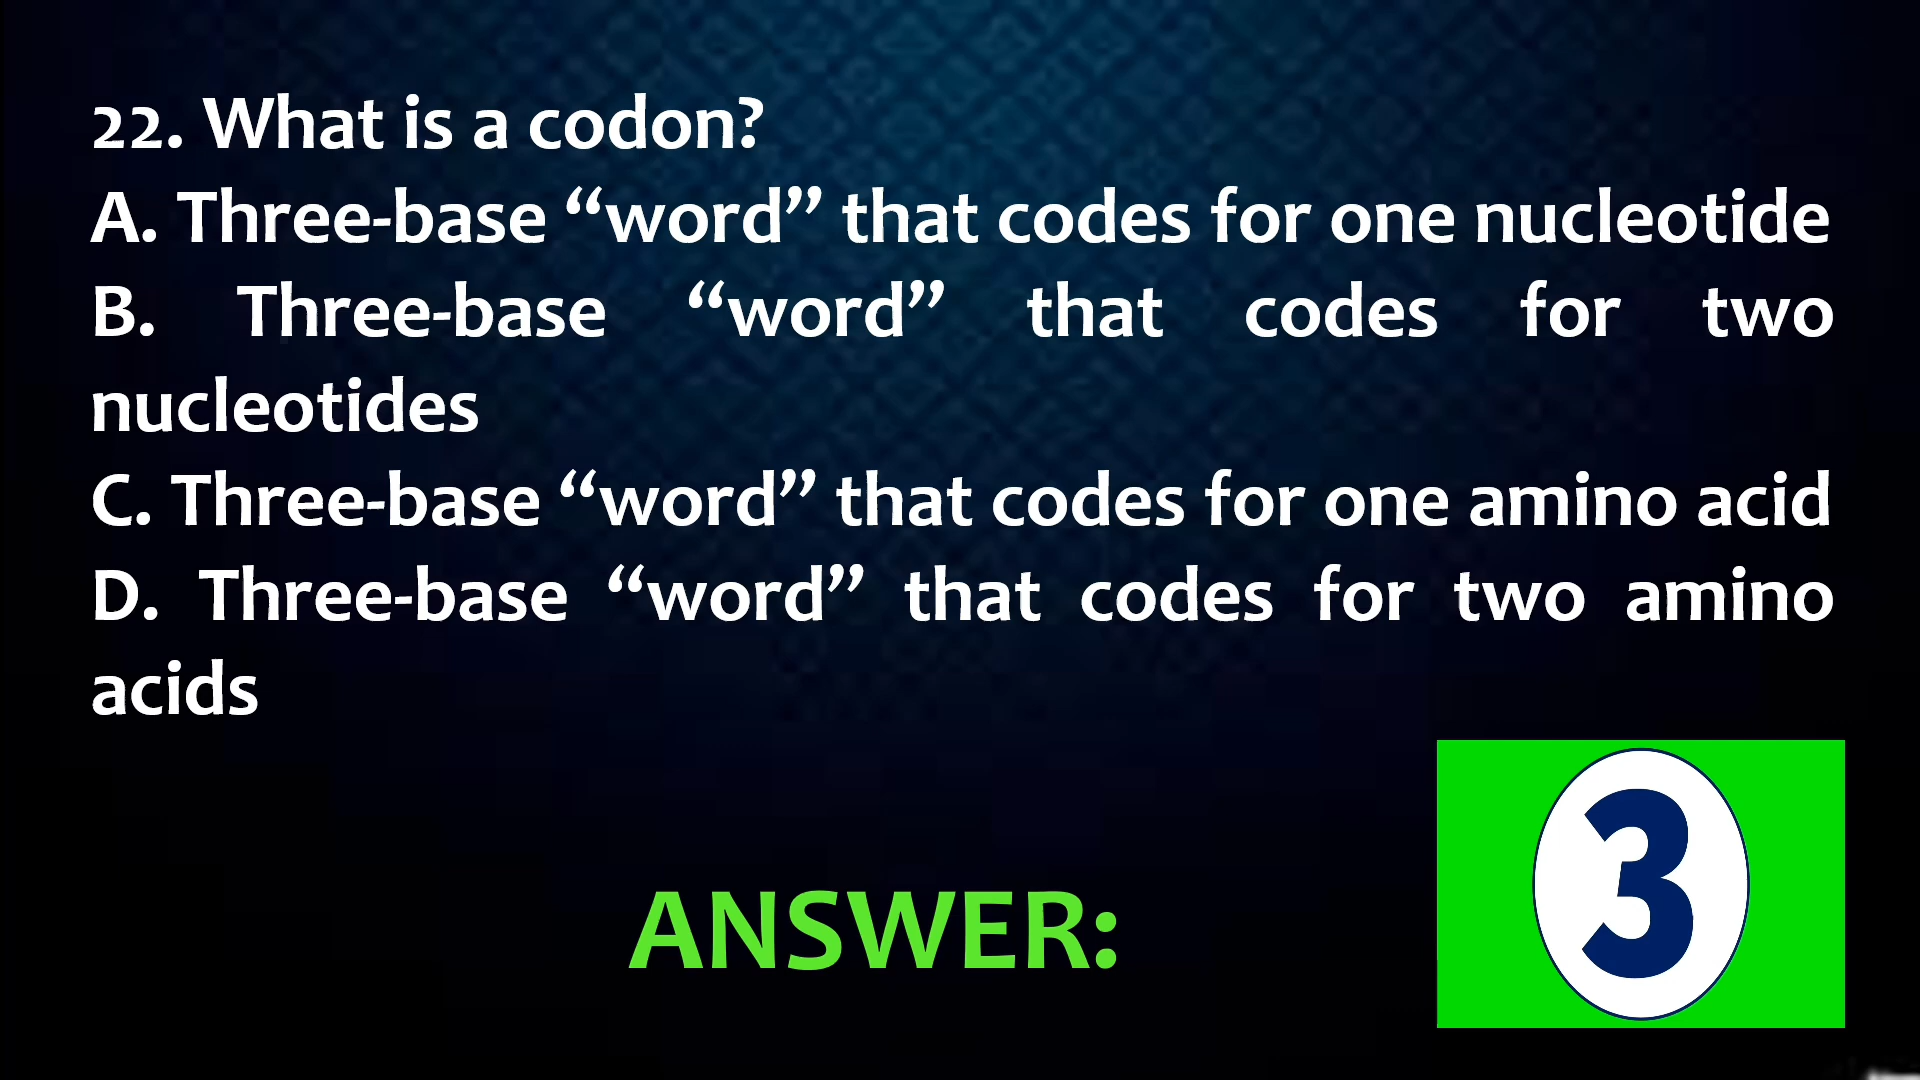 22. What is a codon?
A. Three-base “word” that codes for one nucleotide
B. Three-base “word” that codes for two
nucleotides
C. Three-base “word” that codes for one amino acid
D. Three-base “word” that codes for two amino
acids
ANSWER:
3